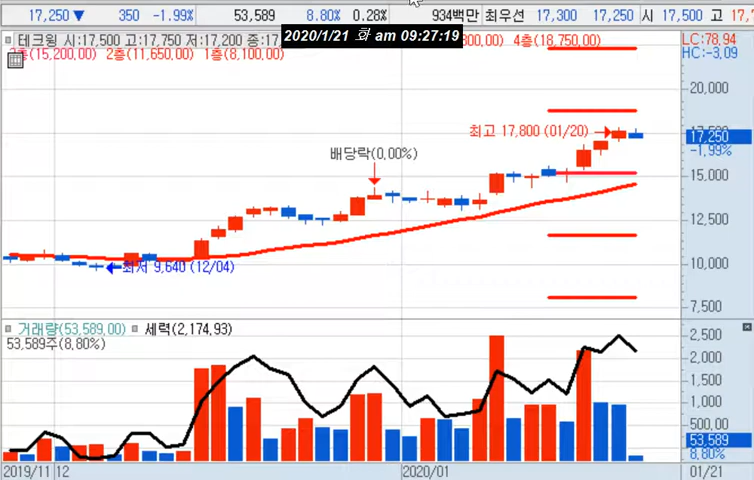 17,250 ▼ 350 -1.99% 53,589 8.80% 0.28% 934백만 최우선 17,300 17,250 시 17,500 고
2020/1/21 화 am 09:27:19
테크윙 시:17,500 고:17,750 저:17,200 종:17, 4층(18,750.00)
(15,200.00) 2층(11,650.00) 1층(8,100.00)
LC:78.94
HC:-3.09
20,000
최고 17,800 (01/20)
17,250
-1.99%
배당락(0.00%)
15,000
12,500
최저 9,640 (12/04)
10,000
7,500
거래량(53,589.00) 세력(2,174.93)
53,589주(8.80%)
2,500
2,000
1,500
1,000
500.00
53,589
8.80%
2019/11 12 2020/01 01/21